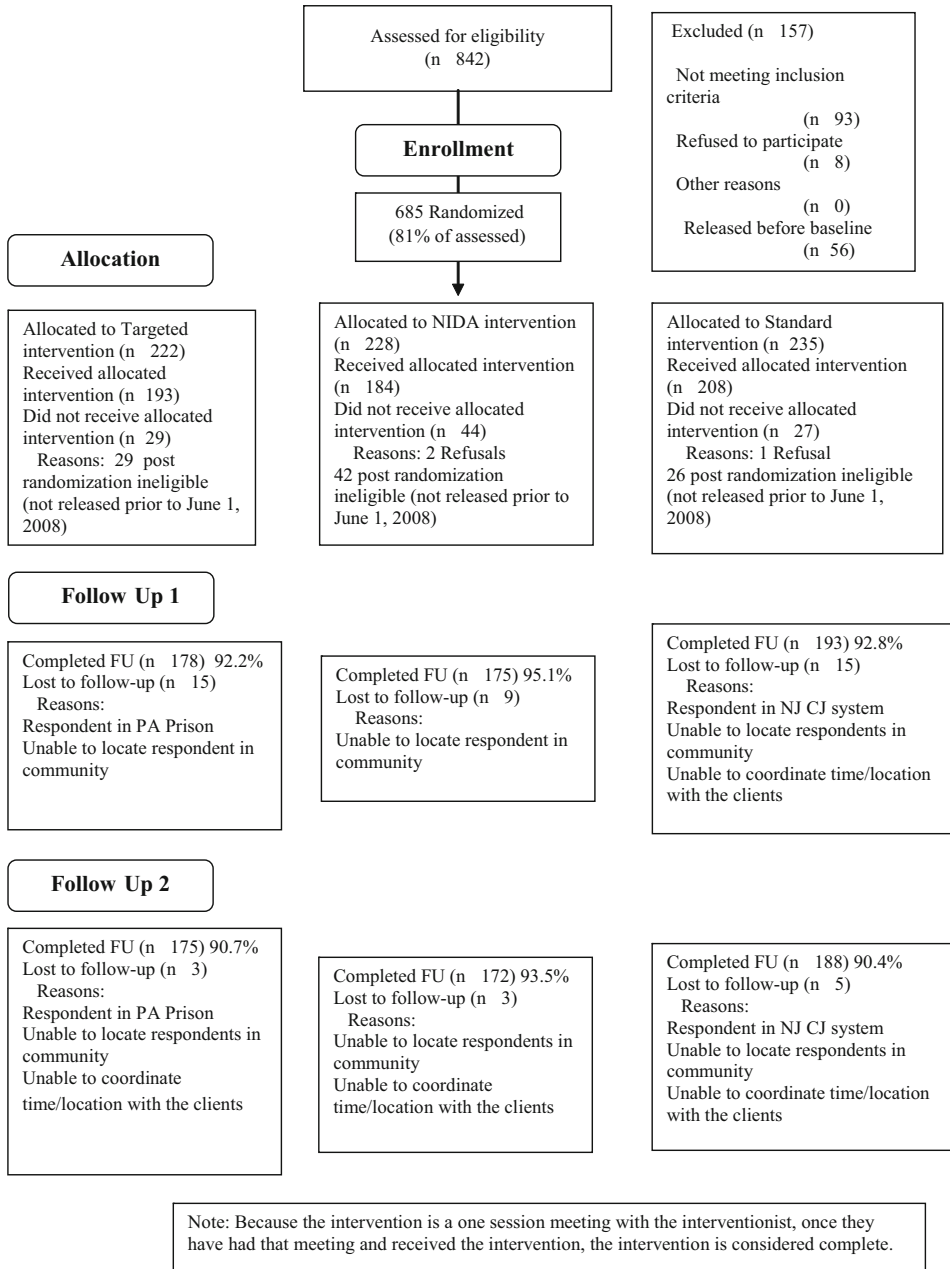 Assessed for eligibility
(n 842)
Excluded (n 157)
Not meeting inclusion
criteria
(n 93)
Refused to participate
(n 8)
Other reasons
(n 0)
Released before baseline
(n 56)
Enrollment
685 Randomized
(81% of assessed)
Allocation
Allocated to Targeted
intervention (n 222)
Received allocated
intervention (n 193)
Did not receive allocated
intervention (n 29)
Reasons: 29 post
randomization ineligible
(not released prior to June 1,
2008)
Allocated to NIDA intervention
(n 228)
Received allocated intervention
(n 184)
Did not receive allocated
intervention (n 44)
Reasons: 2 Refusals
42 post randomization
ineligible (not released prior to
June 1, 2008)
Allocated to Standard
intervention (n 235)
Received allocated intervention
(n 208)
Did not receive allocated
intervention (n 27)
Reasons: 1 Refusal
26 post randomization ineligible
(not released prior to June 1,
2008)
Follow Up 1
Completed FU (n 178) 92.2%
Lost to follow-up (n 15)
Reasons:
Respondent in PA Prison
Unable to locate respondent in
community
Completed FU (n 175) 95.1%
Lost to follow-up (n 9)
Reasons:
Unable to locate respondent in
community
Completed FU (n 193) 92.8%
Lost to follow-up (n 15)
Reasons:
Respondent in NJ CJ system
Unable to locate respondents in
community
Unable to coordinate time/location
with the clients
Follow Up 2
Completed FU (n 175) 90.7%
Lost to follow-up (n 3)
Reasons:
Respondent in PA Prison
Unable to locate respondents in
community
Unable to coordinate
time/location with the clients
Completed FU (n 172) 93.5%
Lost to follow-up (n 3)
Reasons:
Unable to locate respondents in
community
Unable to coordinate
time/location with the clients
Completed FU (n 188) 90.4%
Lost to follow-up (n 5)
Reasons:
Respondent in NJ CJ system
Unable to locate respondents in
community
Unable to coordinate time/location
with the clients
Note: Because the intervention is a one session meeting with the interventionist, once they
have had that meeting and received the intervention, the intervention is considered complete.